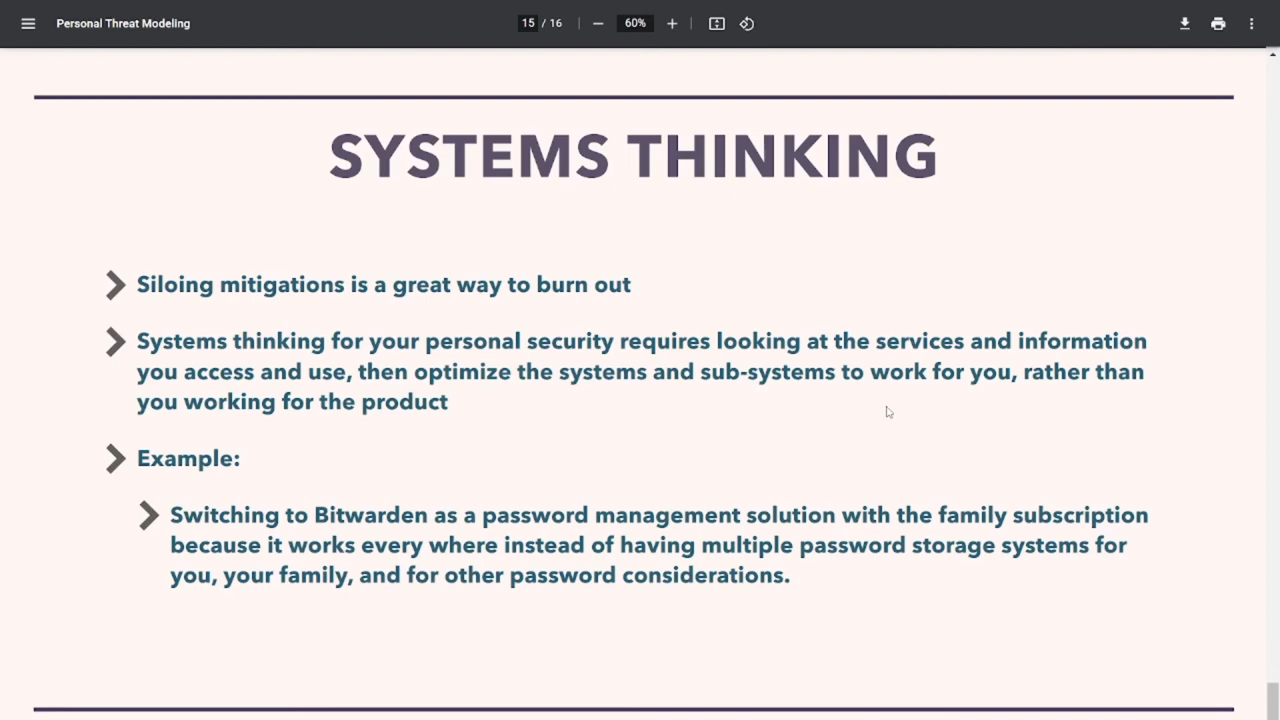 Personal Threat Modeling
15 / 16
60%
SYSTEMS THINKING
Siloing mitigations is a great way to burn out
Systems thinking for your personal security requires looking at the services and information
you access and use, then optimize the systems and sub-systems to work for you, rather than
you working for the product
Example:
Switching to Bitwarden as a password management solution with the family subscription
because it works every where instead of having multiple password storage systems for
you, your family, and for other password considerations.